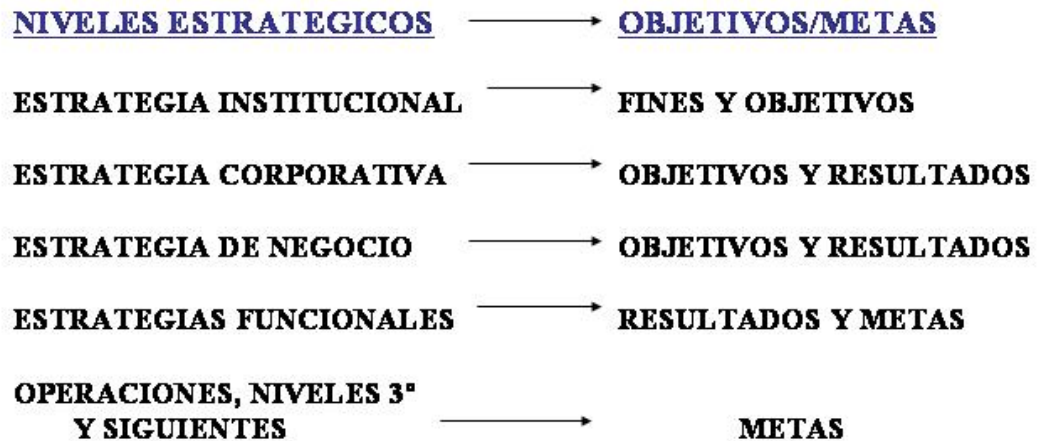 NIVELES ESTRATEGICOS OBJETIVOS/METAS
ESTRATEGIA INSTITUCIONAL FINES Y OBJETIVOS
ESTRATEGIA CORPORATIVA OBJETIVOS Y RESULTADOS
ESTRATEGIA DE NEGOCIO OBJETIVOS Y RESULTADOS
ESTRATEGIAS FUNCIONALES RESULTADOS Y METAS
OPERACIONES, NIVELES 3º
Y SIGUIENTES METAS